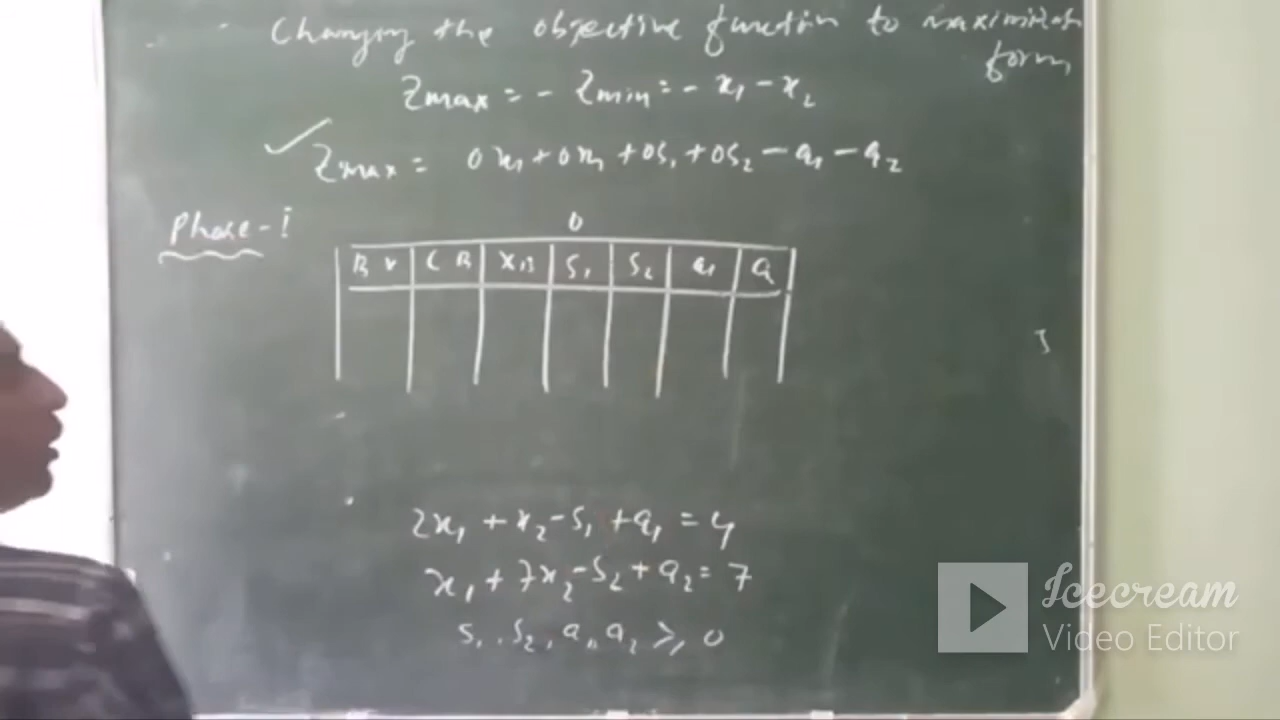 Changing the objective function to maximization
form
Zmax = - Zmin = - x₁ - x₂
Zmax = 0x₁ + 0x₁ + 0s₁ + 0s₂ - a₁ - a₂
Phase-i
0
B V C B XB S₁ S₂ a₁ a
2x₁ + x₂ - s₁ + a₁ = 4
x₁ + 7x₂ - s₂ + a₂ = 7
s₁, s₂, a₁, a₂ ≥, 0
Icecream
Video Editor